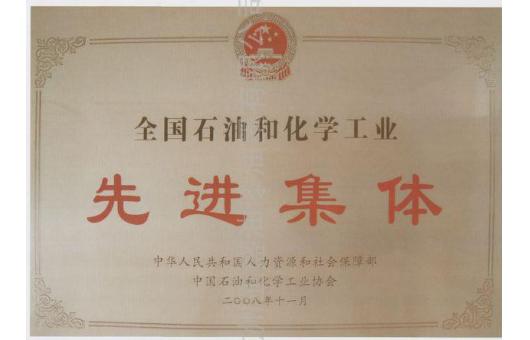 全国石油和化学工业
先进集体
中华人民共和国人力资源和社会保障部
中国石油和化学工业协会
二〇〇八年十一月